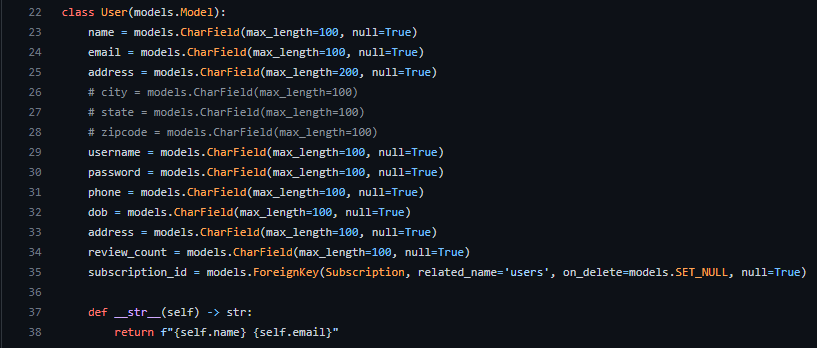 22 class User(models.Model):
23     name = models.CharField(max_length=100, null=True)
24     email = models.CharField(max_length=100, null=True)
25     address = models.CharField(max_length=200, null=True)
26     # city = models.CharField(max_length=100)
27     # state = models.CharField(max_length=100)
28     # zipcode = models.CharField(max_length=100)
29     username = models.CharField(max_length=100, null=True)
30     password = models.CharField(max_length=100, null=True)
31     phone = models.CharField(max_length=100, null=True)
32     dob = models.CharField(max_length=100, null=True)
33     address = models.CharField(max_length=100, null=True)
34     review_count = models.CharField(max_length=100, null=True)
35     subscription_id = models.ForeignKey(Subscription, related_name='users', on_delete=models.SET_NULL, null=True)
36
37     def __str__(self) -> str:
38         return f"{self.name} {self.email}"